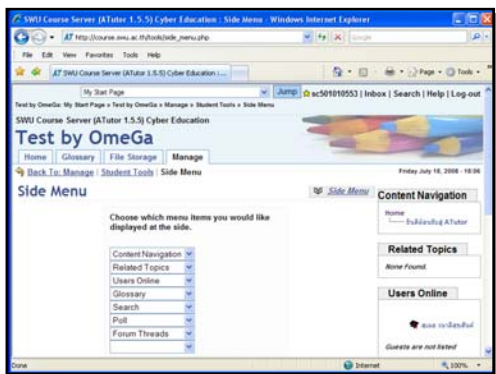 SWU Course Server (ATutor 1.5.5) Cyber Education : Side Menu - Windows Internet Explorer
http://course.swu.ac.th/tools/side_menu.php
File Edit View Favorites Tools Help
SWU Course Server (ATutor 1.5.5) Cyber Education : ...
Page Tools
My Start Page Jump sc501010553 | Inbox | Search | Help | Log-out
Test by OmeGa: My Start Page » Test by OmeGa » Manage » Student Tools » Side Menu
SWU Course Server (ATutor 1.5.5) Cyber Education
Test by OmeGa
Home Glossary File Storage Manage
Back To: Manage | Student Tools | Side Menu
Friday July 18, 2008 - 18:06
Side Menu
Side Menu
Choose which menu items you would like
displayed at the side.
Content Navigation
Related Topics
Users Online
Glossary
Search
Poll
Forum Threads
Content Navigation
Home
ATutor
Related Topics
None Found.
Users Online
Guests are not listed
Done Internet 100%